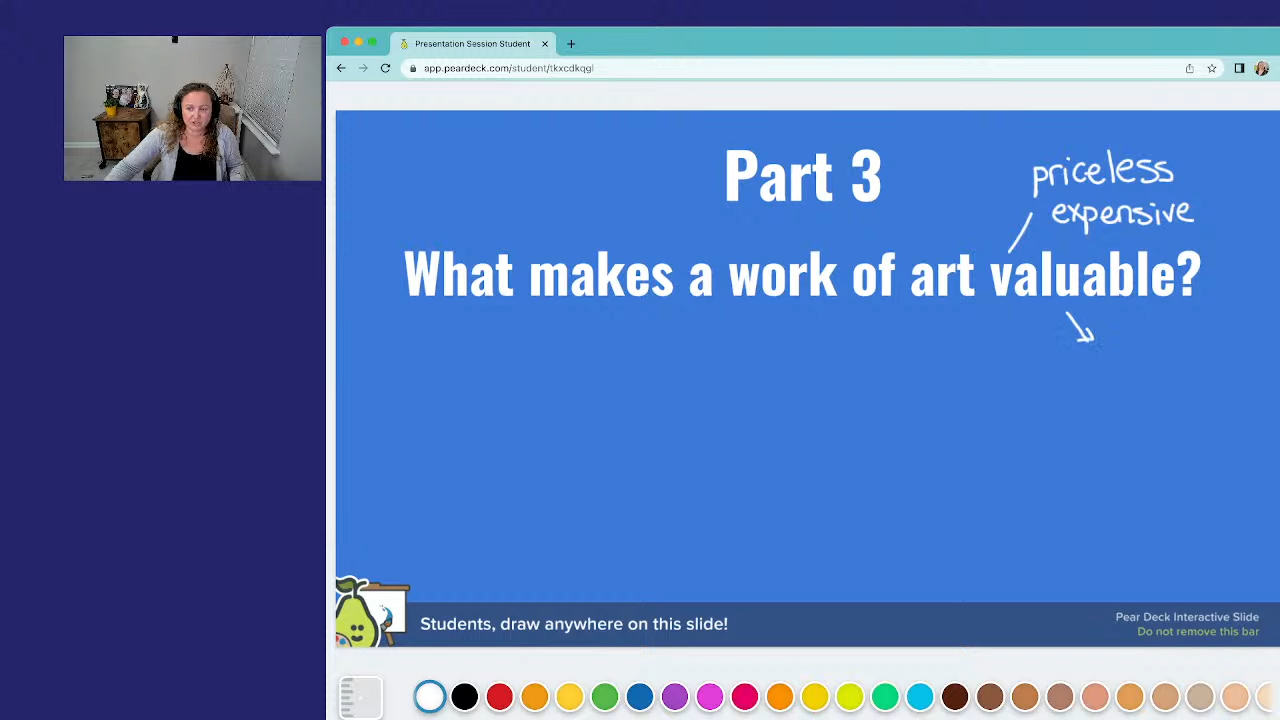 Presentation Session Student
app.peardeck.com/student/tkxcdkqgl
Part 3
priceless
expensive
What makes a work of art valuable?
Students, draw anywhere on this slide!
Pear Deck Interactive Slide
Do not remove this bar